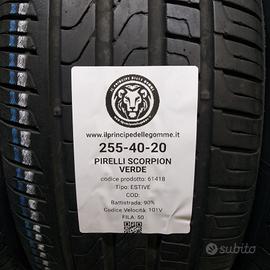 IL PRINCIPE DELLE GOMME
www.ilprincipedellegomme.it
255-40-20
PIRELLI SCORPION
VERDE
codice prodotto: 61418
Tipo: ESTIVE
COD:
Battistrada: 90%
Codice Velocità: 101V
FILA: 50
subito